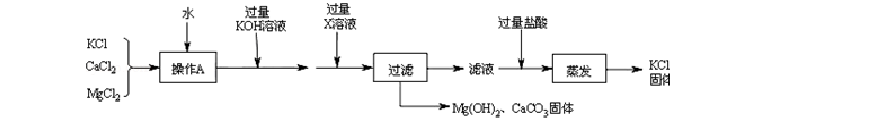 水
过量
KOH溶液
过量
X溶液
过量盐酸
KCl
CaCl₂
MgCl₂
操作A
过滤
滤液
蒸发
KCl
固体
Mg(OH)₂、CaCO₃固体